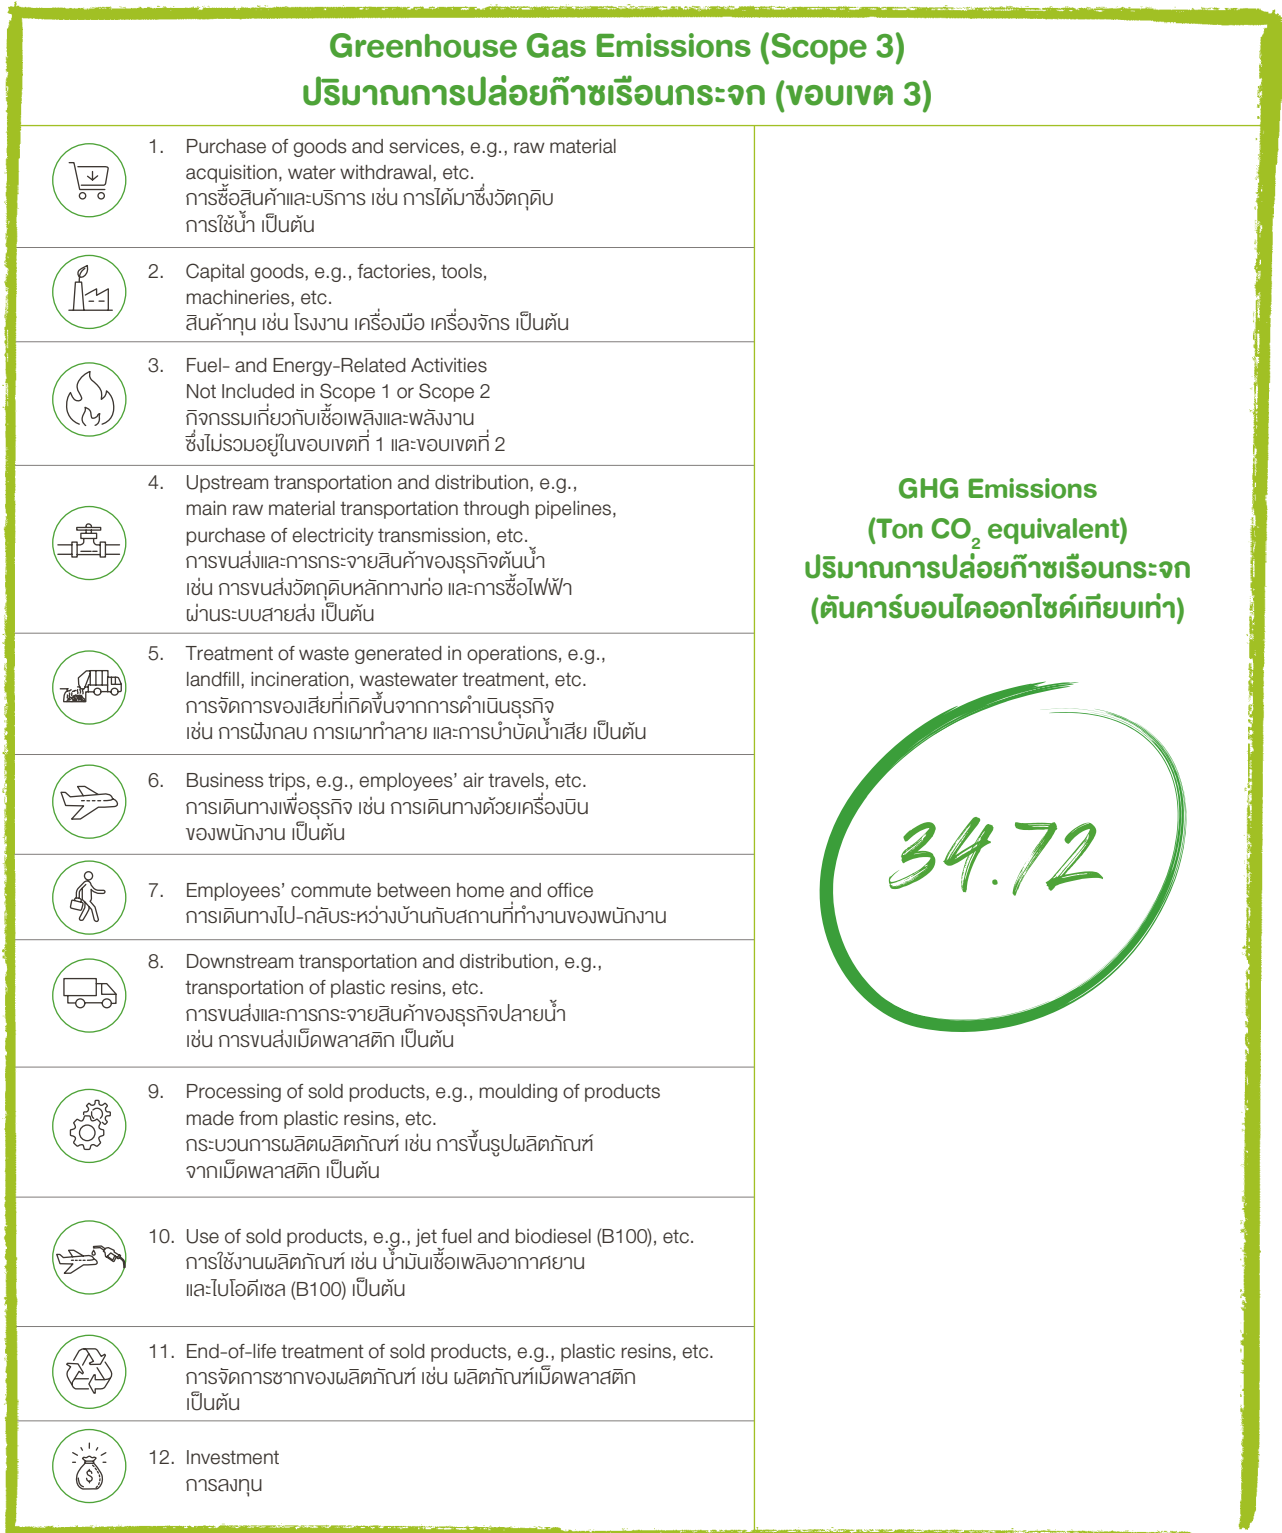 Greenhouse Gas Emissions (Scope 3)
ปริมาณการปล่อยก๊าซเรือนกระจก (ขอบเขต 3)
1. Purchase of goods and services, e.g., raw material
acquisition, water withdrawal, etc.
การซื้อสินค้าและบริการ เช่น การได้มาซึ่งวัตถุดิบ
การใช้น้ำ เป็นต้น
2. Capital goods, e.g., factories, tools,
machineries, etc.
สินค้าทุน เช่น โรงงาน เครื่องมือ เครื่องจักร เป็นต้น
3. Fuel- and Energy-Related Activities
Not Included in Scope 1 or Scope 2
กิจกรรมเกี่ยวกับเชื้อเพลิงและพลังงาน
ซึ่งไม่รวมอยู่ในขอบเขตที่ 1 และขอบเขตที่ 2
4. Upstream transportation and distribution, e.g.,
main raw material transportation through pipelines,
purchase of electricity transmission, etc.
การขนส่งและการกระจายสินค้าของธุรกิจต้นน้ำ
เช่น การขนส่งวัตถุดิบหลักทางท่อ และการซื้อไฟฟ้า
ผ่านระบบสายส่ง เป็นต้น
5. Treatment of waste generated in operations, e.g.,
landfill, incineration, wastewater treatment, etc.
การจัดการของเสียที่เกิดขึ้นจากการดำเนินธุรกิจ
เช่น การฝังกลบ การเผาทำลาย และการบำบัดน้ำเสีย เป็นต้น
6. Business trips, e.g., employees’ air travels, etc.
การเดินทางเพื่อธุรกิจ เช่น การเดินทางด้วยเครื่องบิน
ของพนักงาน เป็นต้น
7. Employees’ commute between home and office
การเดินทางไป-กลับระหว่างบ้านกับสถานที่ทำงานของพนักงาน
8. Downstream transportation and distribution, e.g.,
transportation of plastic resins, etc.
การขนส่งและการกระจายสินค้าของธุรกิจปลายน้ำ
เช่น การขนส่งเม็ดพลาสติก เป็นต้น
9. Processing of sold products, e.g., moulding of products
made from plastic resins, etc.
กระบวนการผลิตผลิตภัณฑ์ เช่น การขึ้นรูปผลิตภัณฑ์
จากเม็ดพลาสติก เป็นต้น
10. Use of sold products, e.g., jet fuel and biodiesel (B100), etc.
การใช้งานผลิตภัณฑ์ เช่น น้ำมันเชื้อเพลิงอากาศยาน
และไบโอดีเซล (B100) เป็นต้น
11. End-of-life treatment of sold products, e.g., plastic resins, etc.
การจัดการซากของผลิตภัณฑ์ เช่น ผลิตภัณฑ์เม็ดพลาสติก
เป็นต้น
12. Investment
การลงทุน
GHG Emissions
(Ton CO₂ equivalent)
ปริมาณการปล่อยก๊าซเรือนกระจก
(ตันคาร์บอนไดออกไซด์เทียบเท่า)
34.72